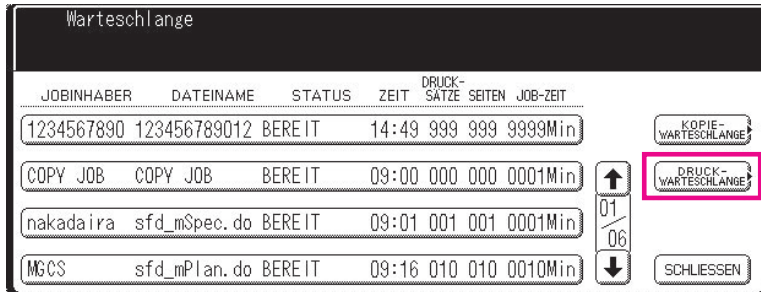 Warteschlange
JOBINHABER DATEINAME STATUS ZEIT DRUCK-SÄTZE SEITEN JOB-ZEIT
1234567890 123456789012 BEREIT 14:49 999 999 9999Min
KOPIE-WARTESCHLANGE
COPY JOB COPY JOB BEREIT 09:00 000 000 0001Min
DRUCK-WARTESCHLANGE
nakadaira sfd_mSpec.do BEREIT 09:01 001 001 0001Min
01/06
MGCS sfd_mPlan.do BEREIT 09:16 010 010 0010Min
SCHLIESSEN